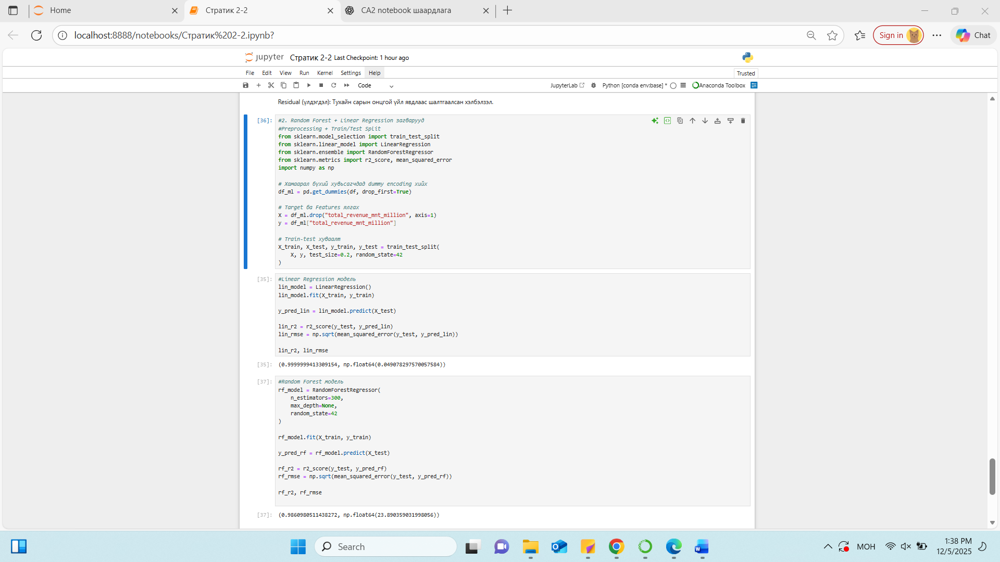 Home
Стратик 2-2
CA2 notebook шаардлага
localhost:8888/notebooks/Стратик%202-2.ipynb?
Sign in
Chat
jupyter Стратик 2-2 Last Checkpoint: 1 hour ago
File Edit View Run Kernel Settings Help
Trusted
Code
JupyterLab
Python [conda env:base] *
Anaconda Toolbox
Residual (үлдэгдэл): Тухайн сарын онцгой үйл явдлаас шалтгаалсан хэлбэлзэл.
[36]:
#2. Random Forest + Linear Regression загварууд
#Preprocessing + Train/Test Split
from sklearn.model_selection import train_test_split
from sklearn.linear_model import LinearRegression
from sklearn.ensemble import RandomForestRegressor
from sklearn.metrics import r2_score, mean_squared_error
import numpy as np
# Хамаарал бүхий хувьсагчдад dummy encoding хийх
df_ml = pd.get_dummies(df, drop_first=True)
# Target ба Features ялгах
X = df_ml.drop("total_revenue_mnt_million", axis=1)
y = df_ml["total_revenue_mnt_million"]
# Train-test хуваалт
X_train, X_test, y_train, y_test = train_test_split(
X, y, test_size=0.2, random_state=42
)
[35]:
#Linear Regression модель
lin_model = LinearRegression()
lin_model.fit(X_train, y_train)
y_pred_lin = lin_model.predict(X_test)
lin_r2 = r2_score(y_test, y_pred_lin)
lin_rmse = np.sqrt(mean_squared_error(y_test, y_pred_lin))
lin_r2, lin_rmse
[35]: (0.9999999413309154, np.float64(0.049078297570057584))
[37]:
#Random Forest модель
rf_model = RandomForestRegressor(
n_estimators=300,
max_depth=None,
random_state=42
)
rf_model.fit(X_train, y_train)
y_pred_rf = rf_model.predict(X_test)
rf_r2 = r2_score(y_test, y_pred_rf)
rf_rmse = np.sqrt(mean_squared_error(y_test, y_pred_rf))
rf_r2, rf_rmse
[37]: (0.9860980511438272, np.float64(23.890359031998056))
Search
МОН
1:38 PM
12/5/2025